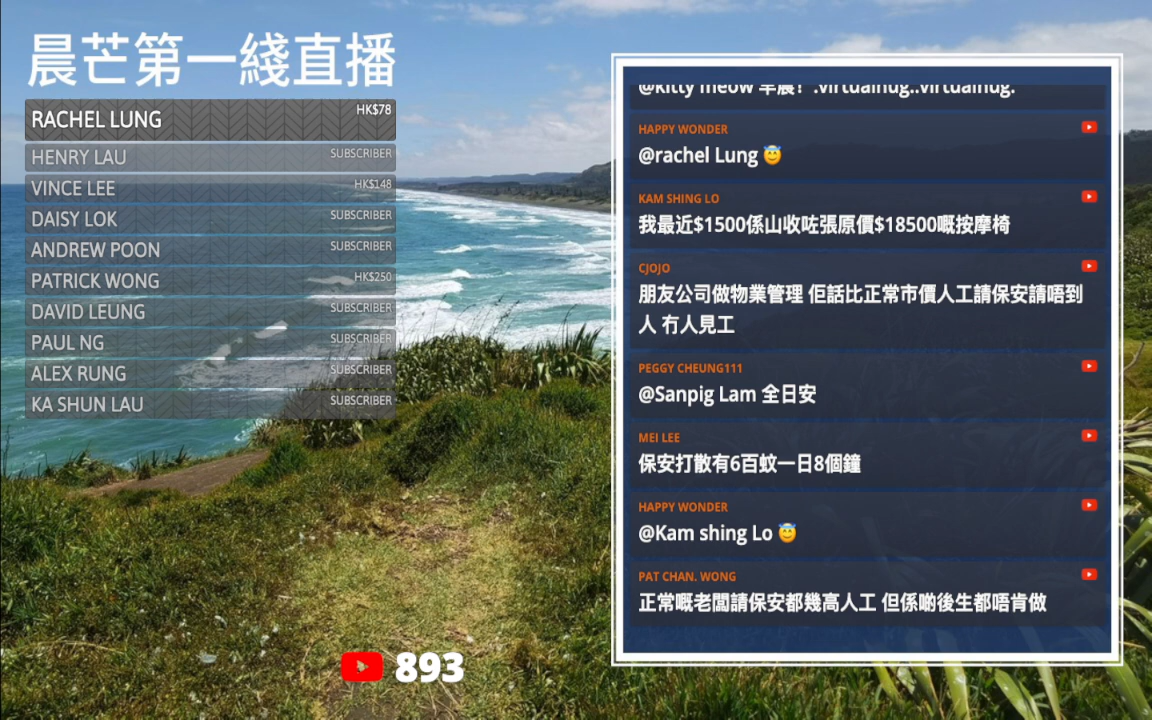 晨芒第一綫直播
RACHEL LUNG HK$78
HENRY LAU SUBSCRIBER
VINCE LEE HK$148
DAISY LOK SUBSCRIBER
ANDREW POON SUBSCRIBER
PATRICK WONG HK$250
DAVID LEUNG SUBSCRIBER
PAUL NG SUBSCRIBER
ALEX RUNG SUBSCRIBER
KA SHUN LAU SUBSCRIBER
893
@kitty meow 早晨! .virtualhug..virtualhug.
HAPPY WONDER
@rachel Lung 😇
KAM SHING LO
我最近$1500係山收咗張原價$18500嘅按摩椅
CJOJO
朋友公司做物業管理 佢話比正常市價人工請保安請唔到
人 冇人見工
PEGGY CHEUNG111
@Sanpig Lam 全日安
MEI LEE
保安打散有6百蚊一日8個鐘
HAPPY WONDER
@Kam shing Lo 😇
PAT CHAN. WONG
正常嘅老闆請保安都幾高人工 但係啲後生都唔肯做